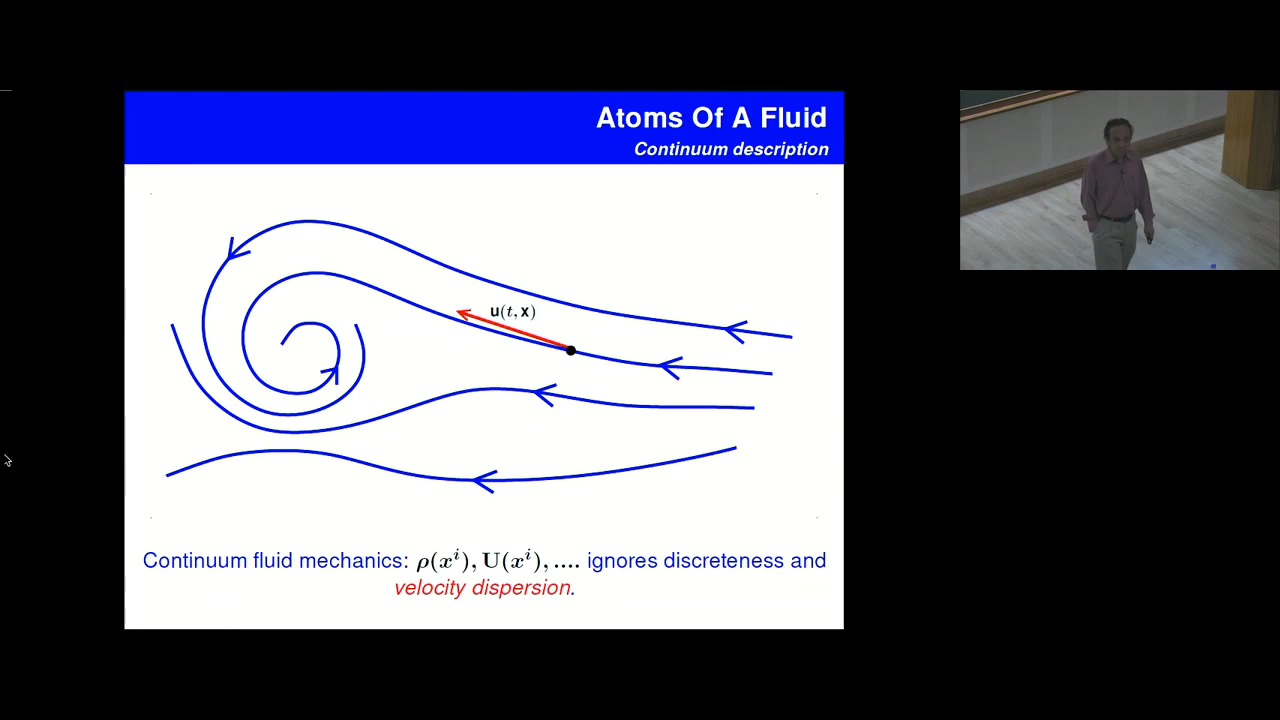 Atoms Of A Fluid
Continuum description
u(t, x)
Continuum fluid mechanics: ρ(xⁱ), U(xⁱ), .... ignores discreteness and
velocity dispersion.